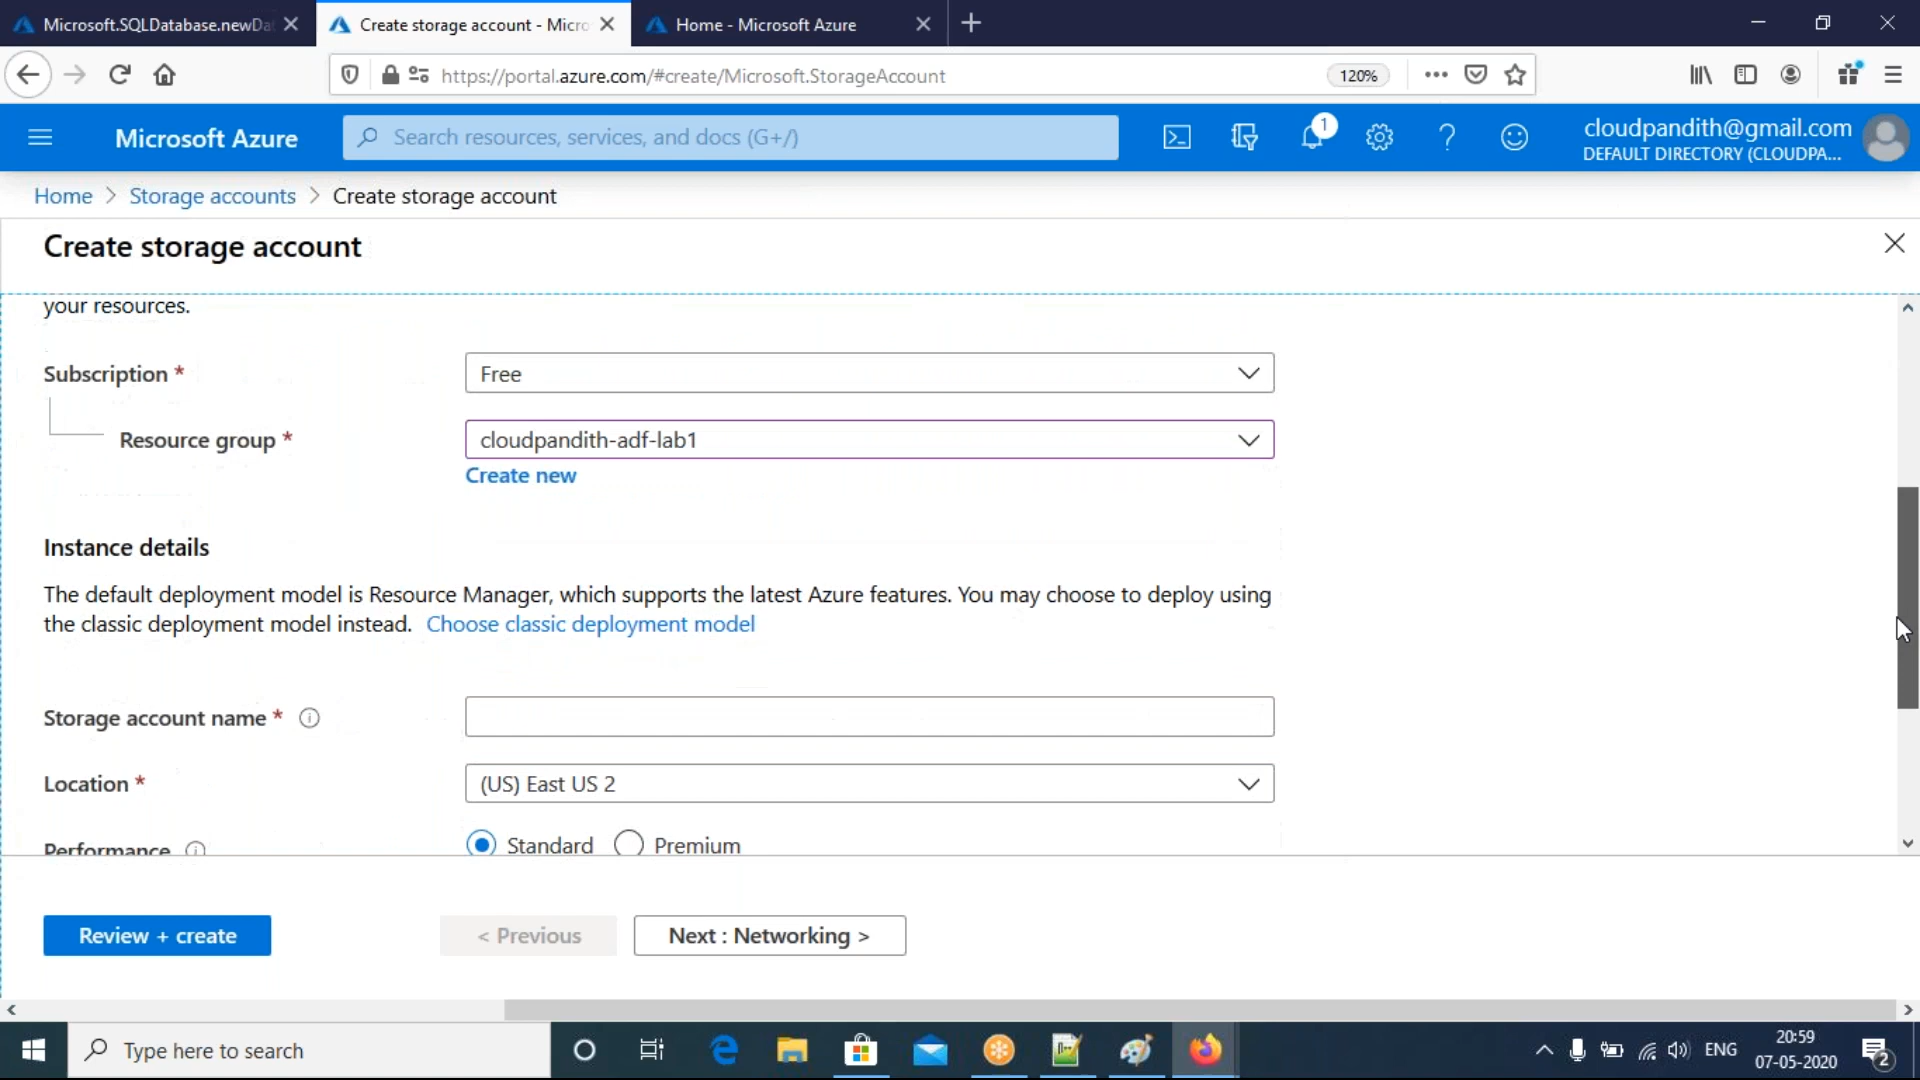 Microsoft.SQLDatabase.newDat
Create storage account - Micro
Home - Microsoft Azure
https://portal.azure.com/#create/Microsoft.StorageAccount
120%
Microsoft Azure
Search resources, services, and docs (G+/)
1
cloudpandith@gmail.com
DEFAULT DIRECTORY (CLOUDPA...
Home > Storage accounts > Create storage account
Create storage account
your resources.
Subscription *
Free
Resource group *
cloudpandith-adf-lab1
Create new
Instance details
The default deployment model is Resource Manager, which supports the latest Azure features. You may choose to deploy using
the classic deployment model instead. Choose classic deployment model
Storage account name *
Location *
(US) East US 2
Performance
Standard
Premium
Review + create
< Previous
Next : Networking >
Type here to search
ENG
20:59
07-05-2020
2